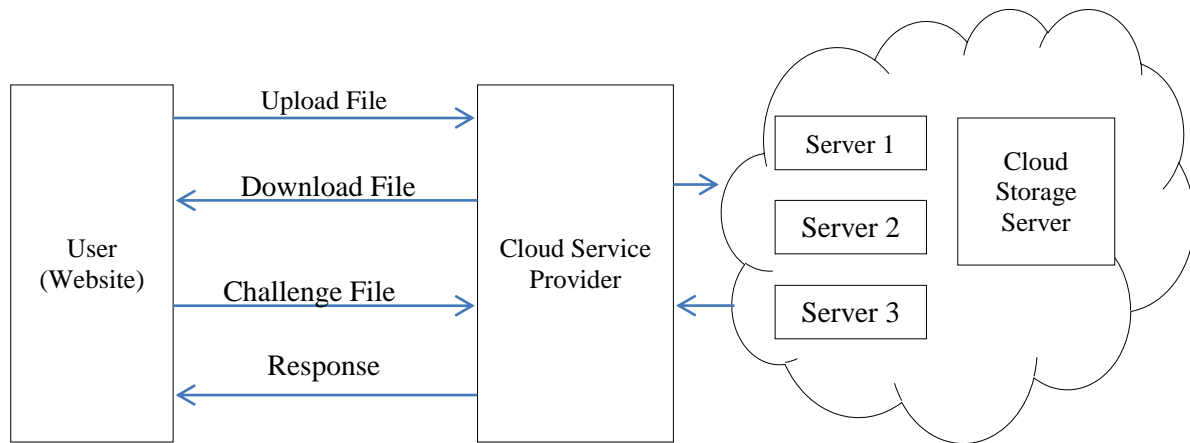 User
(Website)
Upload File
Download File
Challenge File
Response
Cloud Service
Provider
Server 1
Server 2
Server 3
Cloud
Storage
Server